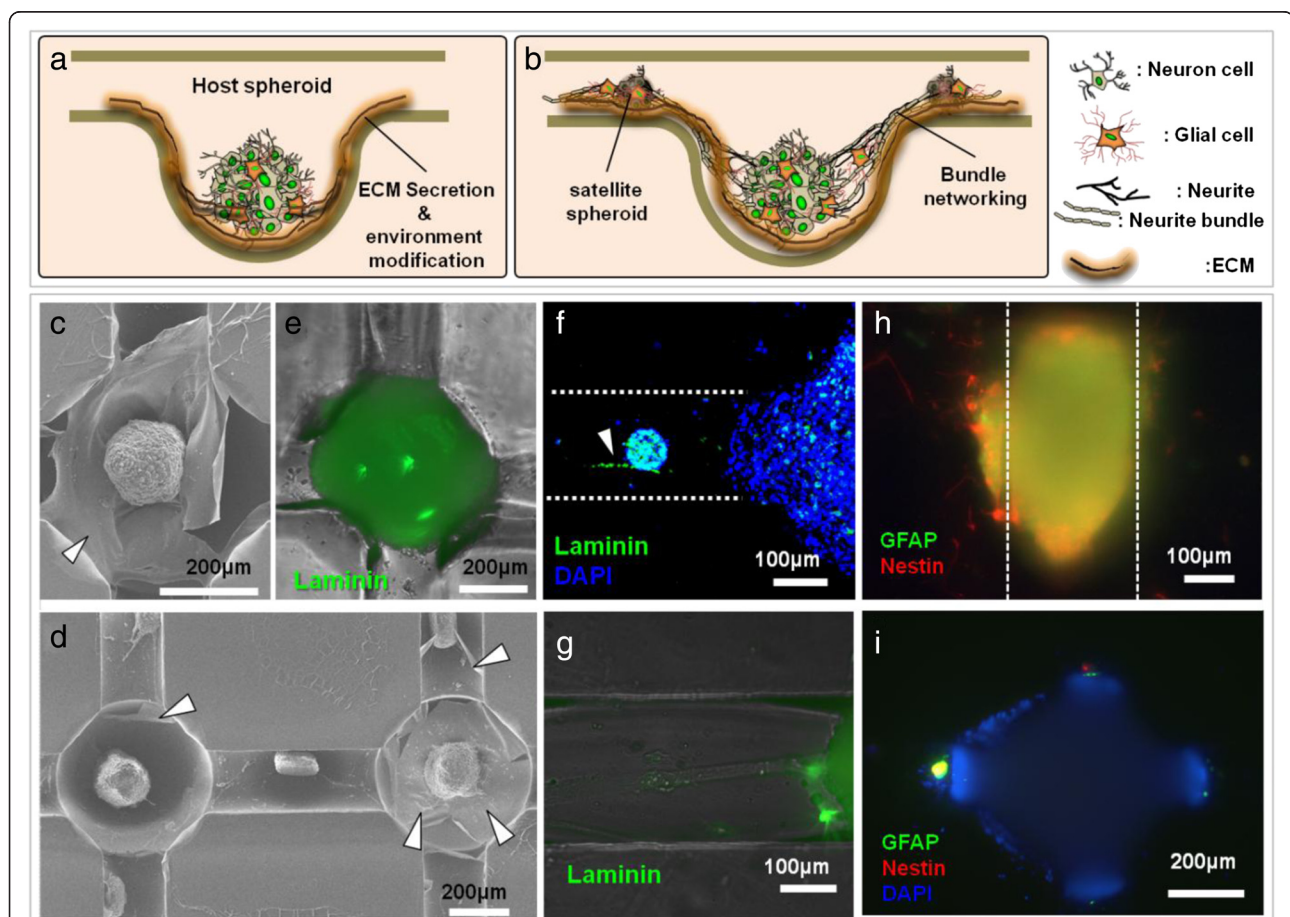 a
Host spheroid
ECM Secretion
&
environment
modification
b
satellite
spheroid
Bundle
networking
: Neuron cell
: Glial cell
: Neurite
: Neurite bundle
:ECM
c
200μm
e
Laminin
200μm
f
Laminin
DAPI
100μm
h
GFAP
Nestin
100μm
d
200μm
g
Laminin
100μm
i
GFAP
Nestin
DAPI
200μm